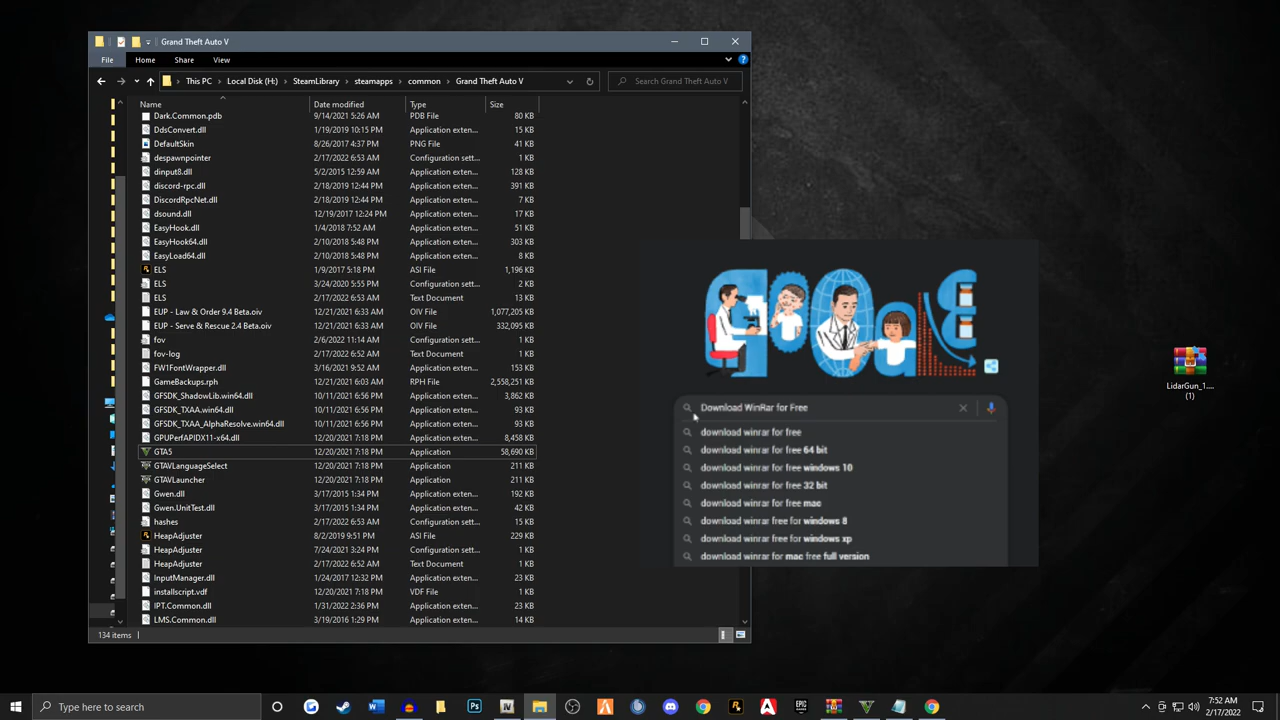 Grand Theft Auto V
File Home Share View
This PC Local Disk (H:) SteamLibrary steamapps common Grand Theft Auto V Search Grand Theft Auto V
Name Date modified Type Size
Dark.Common.pdb 9/14/2021 5:26 AM PDB File 80 KB
DdsConvert.dll 1/19/2019 10:15 PM Application exten... 15 KB
DefaultSkin 8/26/2017 4:37 PM PNG File 41 KB
despawnpointer 2/17/2022 6:53 AM Configuration sett... 1 KB
dinput8.dll 5/2/2015 12:59 AM Application exten... 128 KB
discord-rpc.dll 2/18/2019 12:44 PM Application exten... 391 KB
DiscordRpcNet.dll 2/18/2019 12:44 PM Application exten... 7 KB
dsound.dll 12/19/2017 12:24 PM Application exten... 17 KB
EasyHook.dll 1/4/2018 7:52 AM Application exten... 51 KB
EasyHook64.dll 2/10/2018 5:48 PM Application exten... 303 KB
EasyLoad64.dll 2/10/2018 5:48 PM Application exten... 8 KB
ELS 1/9/2017 5:18 PM ASI File 1,196 KB
ELS 3/24/2020 5:55 PM Configuration sett... 2 KB
ELS 2/17/2022 6:53 AM Text Document 13 KB
EUP - Law & Order 9.4 Beta.oiv 12/21/2021 6:33 AM OIV File 1,077,205 KB
EUP - Serve & Rescue 2.4 Beta.oiv 12/21/2021 6:33 AM OIV File 332,095 KB
fov 2/6/2022 11:14 AM Configuration sett... 3 KB
fov-log 2/17/2022 6:52 AM Text Document 3 KB
FW1FontWrapper.dll 3/16/2021 9:52 AM Application exten... 153 KB
GameBackups.rph 12/21/2021 6:03 AM RPH File 2,558,251 KB
GFSDK_ShadowLib.win64.dll 10/11/2021 6:56 AM Application exten... 3,862 KB
GFSDK_TXAA.win64.dll 10/11/2021 6:56 AM Application exten... 93 KB
GFSDK_TXAA_AlphaResolve.win64.dll 10/11/2021 6:56 AM Application exten... 93 KB
GPUPerfAPIDX11-x64.dll 12/20/2021 7:18 PM Application exten... 8,458 KB
GTA5 12/20/2021 7:18 PM Application 58,690 KB
GTAVLanguageSelect 12/20/2021 7:18 PM Application 211 KB
GTAVLauncher 12/20/2021 7:18 PM Application 211 KB
Gwen.dll 3/17/2015 1:34 PM Application exten... 192 KB
Gwen.UnitTest.dll 3/17/2015 1:34 PM Application exten... 30 KB
hashes 2/17/2022 6:53 AM Configuration sett... 15 KB
HeapAdjuster 8/2/2019 9:51 PM ASI File 229 KB
HeapAdjuster 7/24/2021 3:24 PM Configuration sett... 1 KB
HeapAdjuster 2/17/2022 6:52 AM Text Document 1 KB
InputManager.dll 1/24/2017 12:32 PM Application exten... 23 KB
installscript.vdf 12/20/2021 7:18 PM VDF File 1 KB
IPT.Common.dll 1/31/2022 2:36 PM Application exten... 23 KB
LMS.Common.dll 3/19/2016 1:29 PM Application exten... 14 KB
134 items
Google
Download WinRar for Free
download winrar for free
download winrar for free 64 bit
download winrar for free windows 10
download winrar for free 32 bit
download winrar for free mac
download winrar free for windows 8
download winrar free for windows xp
download winrar for mac free full version
LidarGun_1....
(1)
Type here to search
7:52 AM
2/17/2022